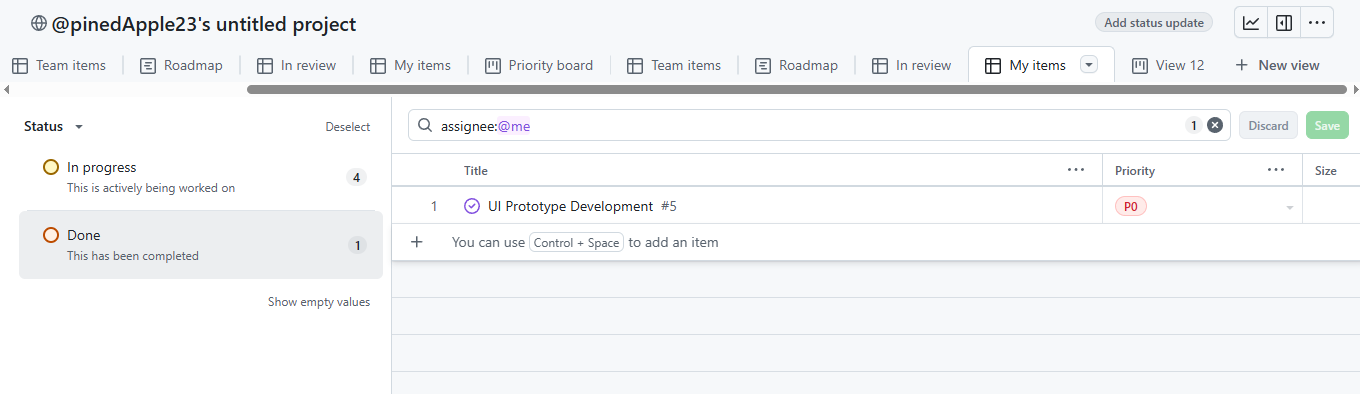 @pinedApple23's untitled project
Add status update
Team items Roadmap In review My items Priority board Team items Roadmap In review My items View 12 New view
Status Deselect
In progress
This is actively being worked on
4
Done
This has been completed
1
Show empty values
assignee:@me 1 Discard Save
Title Priority Size
1 UI Prototype Development #5 P0
You can use Control + Space to add an item